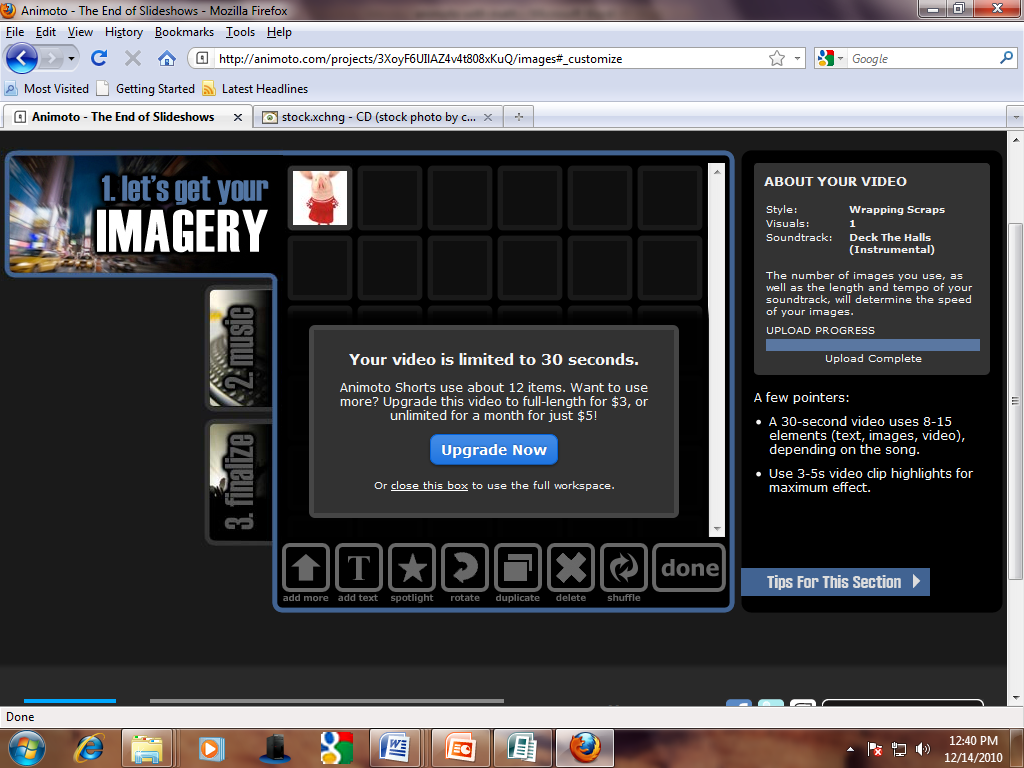 Animoto - The End of Slideshows - Mozilla Firefox
File Edit View History Bookmarks Tools Help
http://animoto.com/projects/3XoyF6UIlAZ4v4t808xKuQ/images#_customize
Google
Most Visited Getting Started Latest Headlines
Animoto - The End of Slideshows
stock.xchng - CD (stock photo by c...
1. let's get your
IMAGERY
2. music
3. finalize
Your video is limited to 30 seconds.
Animoto Shorts use about 12 items. Want to use
more? Upgrade this video to full-length for $3, or
unlimited for a month for just $5!
Upgrade Now
Or close this box to use the full workspace.
T
done
add more add text spotlight rotate duplicate delete shuffle
ABOUT YOUR VIDEO
Style: Wrapping Scraps
Visuals: 1
Soundtrack: Deck The Halls
(Instrumental)
The number of images you use, as
well as the length and tempo of your
soundtrack, will determine the speed
of your images.
UPLOAD PROGRESS
Upload Complete
A few pointers:
• A 30-second video uses 8-15
elements (text, images, video),
depending on the song.
• Use 3-5s video clip highlights for
maximum effect.
Tips For This Section
Done
12:40 PM
12/14/2010